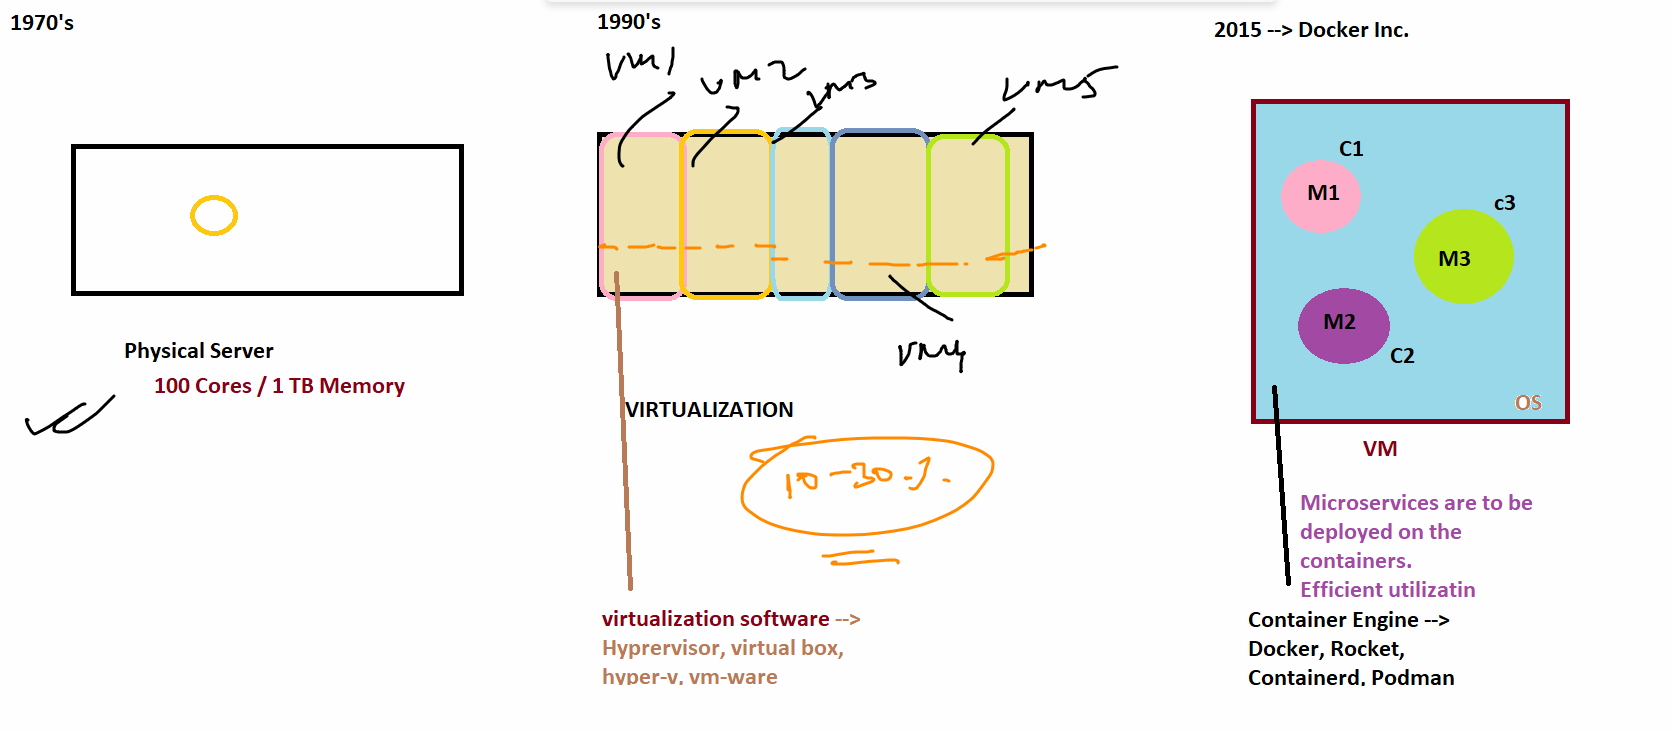 1970's
Physical Server
100 Cores / 1 TB Memory
1990's
VM1
VM2
VM3
VM5
VM4
VIRTUALIZATION
10-30%
virtualization software -->
Hyprervisor, virtual box,
hyper-v, vm-ware
2015 --> Docker Inc.
C1
M1
c3
M3
M2
C2
OS
VM
Microservices are to be
deployed on the
containers.
Efficient utilizatin
Container Engine -->
Docker, Rocket,
Containerd, Podman